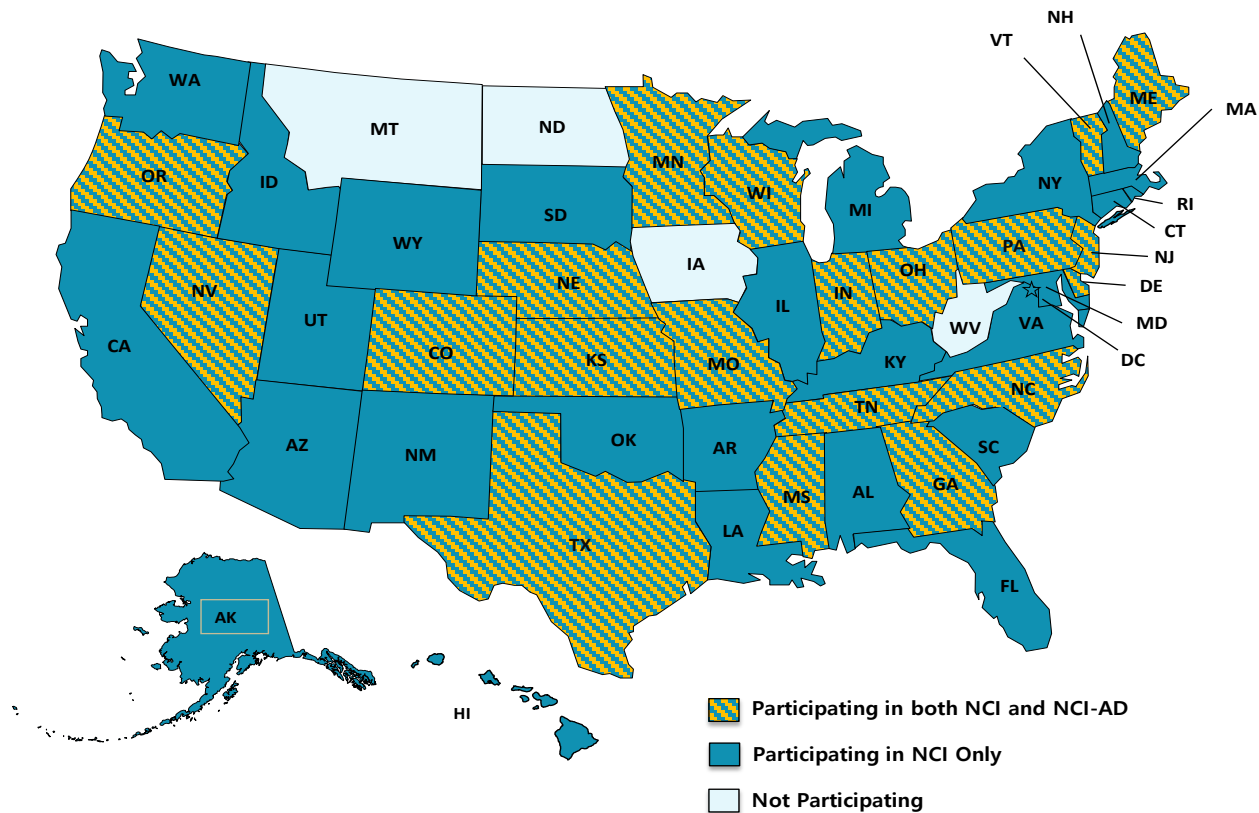 NH
VT
WA
ME
MA
MT
ND
MN
OR
ID
WI
NY
SD
MI
RI
WY
CT
PA
NJ
IA
OH
NE
DE
NV
IN
IL
UT
MD
WV
VA
CA
CO
KS
KY
DC
MO
NC
TN
AZ
NM
OK
AR
SC
GA
MS
AL
LA
TX
FL
AK
HI
Participating in both NCI and NCI-AD
Participating in NCI Only
Not Participating